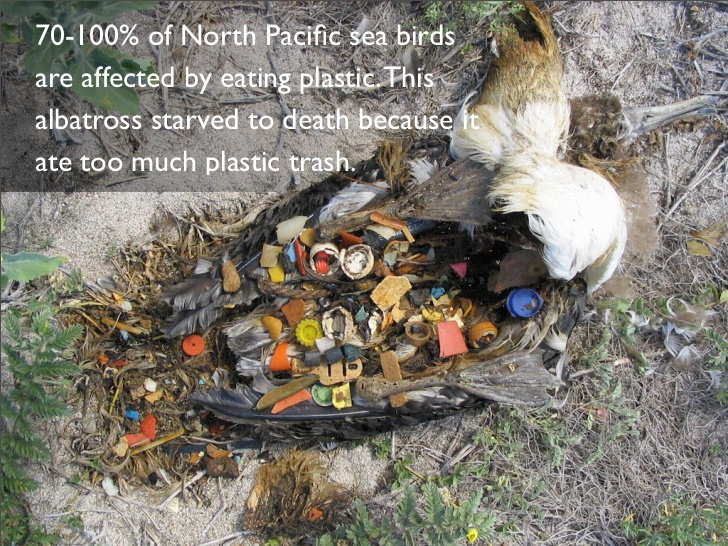 70-100% of North Pacific sea birds
are affected by eating plastic. This
albatross starved to death because it
ate too much plastic trash.